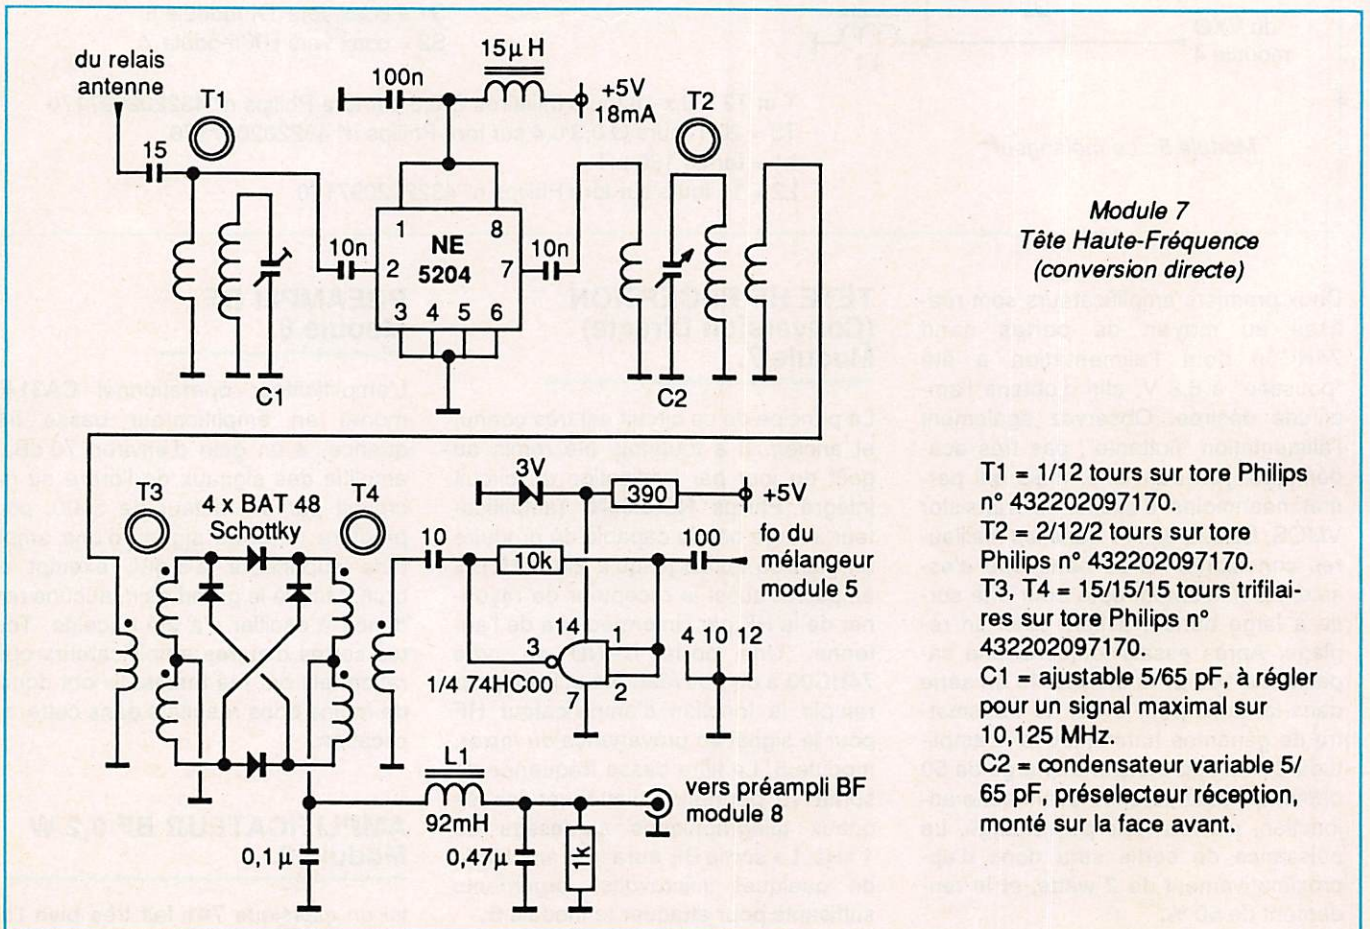 du relais
antenne
15
T1
100n
15µH
+5V
18mA
T2
1
8
NE
5204
10n
2
7
10n
3
4
5
6
C1
C2
Module 7
Tête Haute-Fréquence
(conversion directe)
T3
4 x BAT 48
Schottky
T4
3V
390
+5V
10
10k
100
fo du
mélangeur
module 5
14
3
1
2
7
1/4 74HC00
4 10 12
T1 = 1/12 tours sur tore Philips
n° 432202097170.
T2 = 2/12/2 tours sur tore
Philips n° 432202097170.
T3, T4 = 15/15/15 tours trifilai-
res sur tore Philips n°
432202097170.
C1 = ajustable 5/65 pF, à régler
pour un signal maximal sur
10,125 MHz.
C2 = condensateur variable 5/
65 pF, préselecteur réception,
monté sur la face avant.
L1
92mH
0,1µ
0,47µ
1k
vers préampli BF
module 8